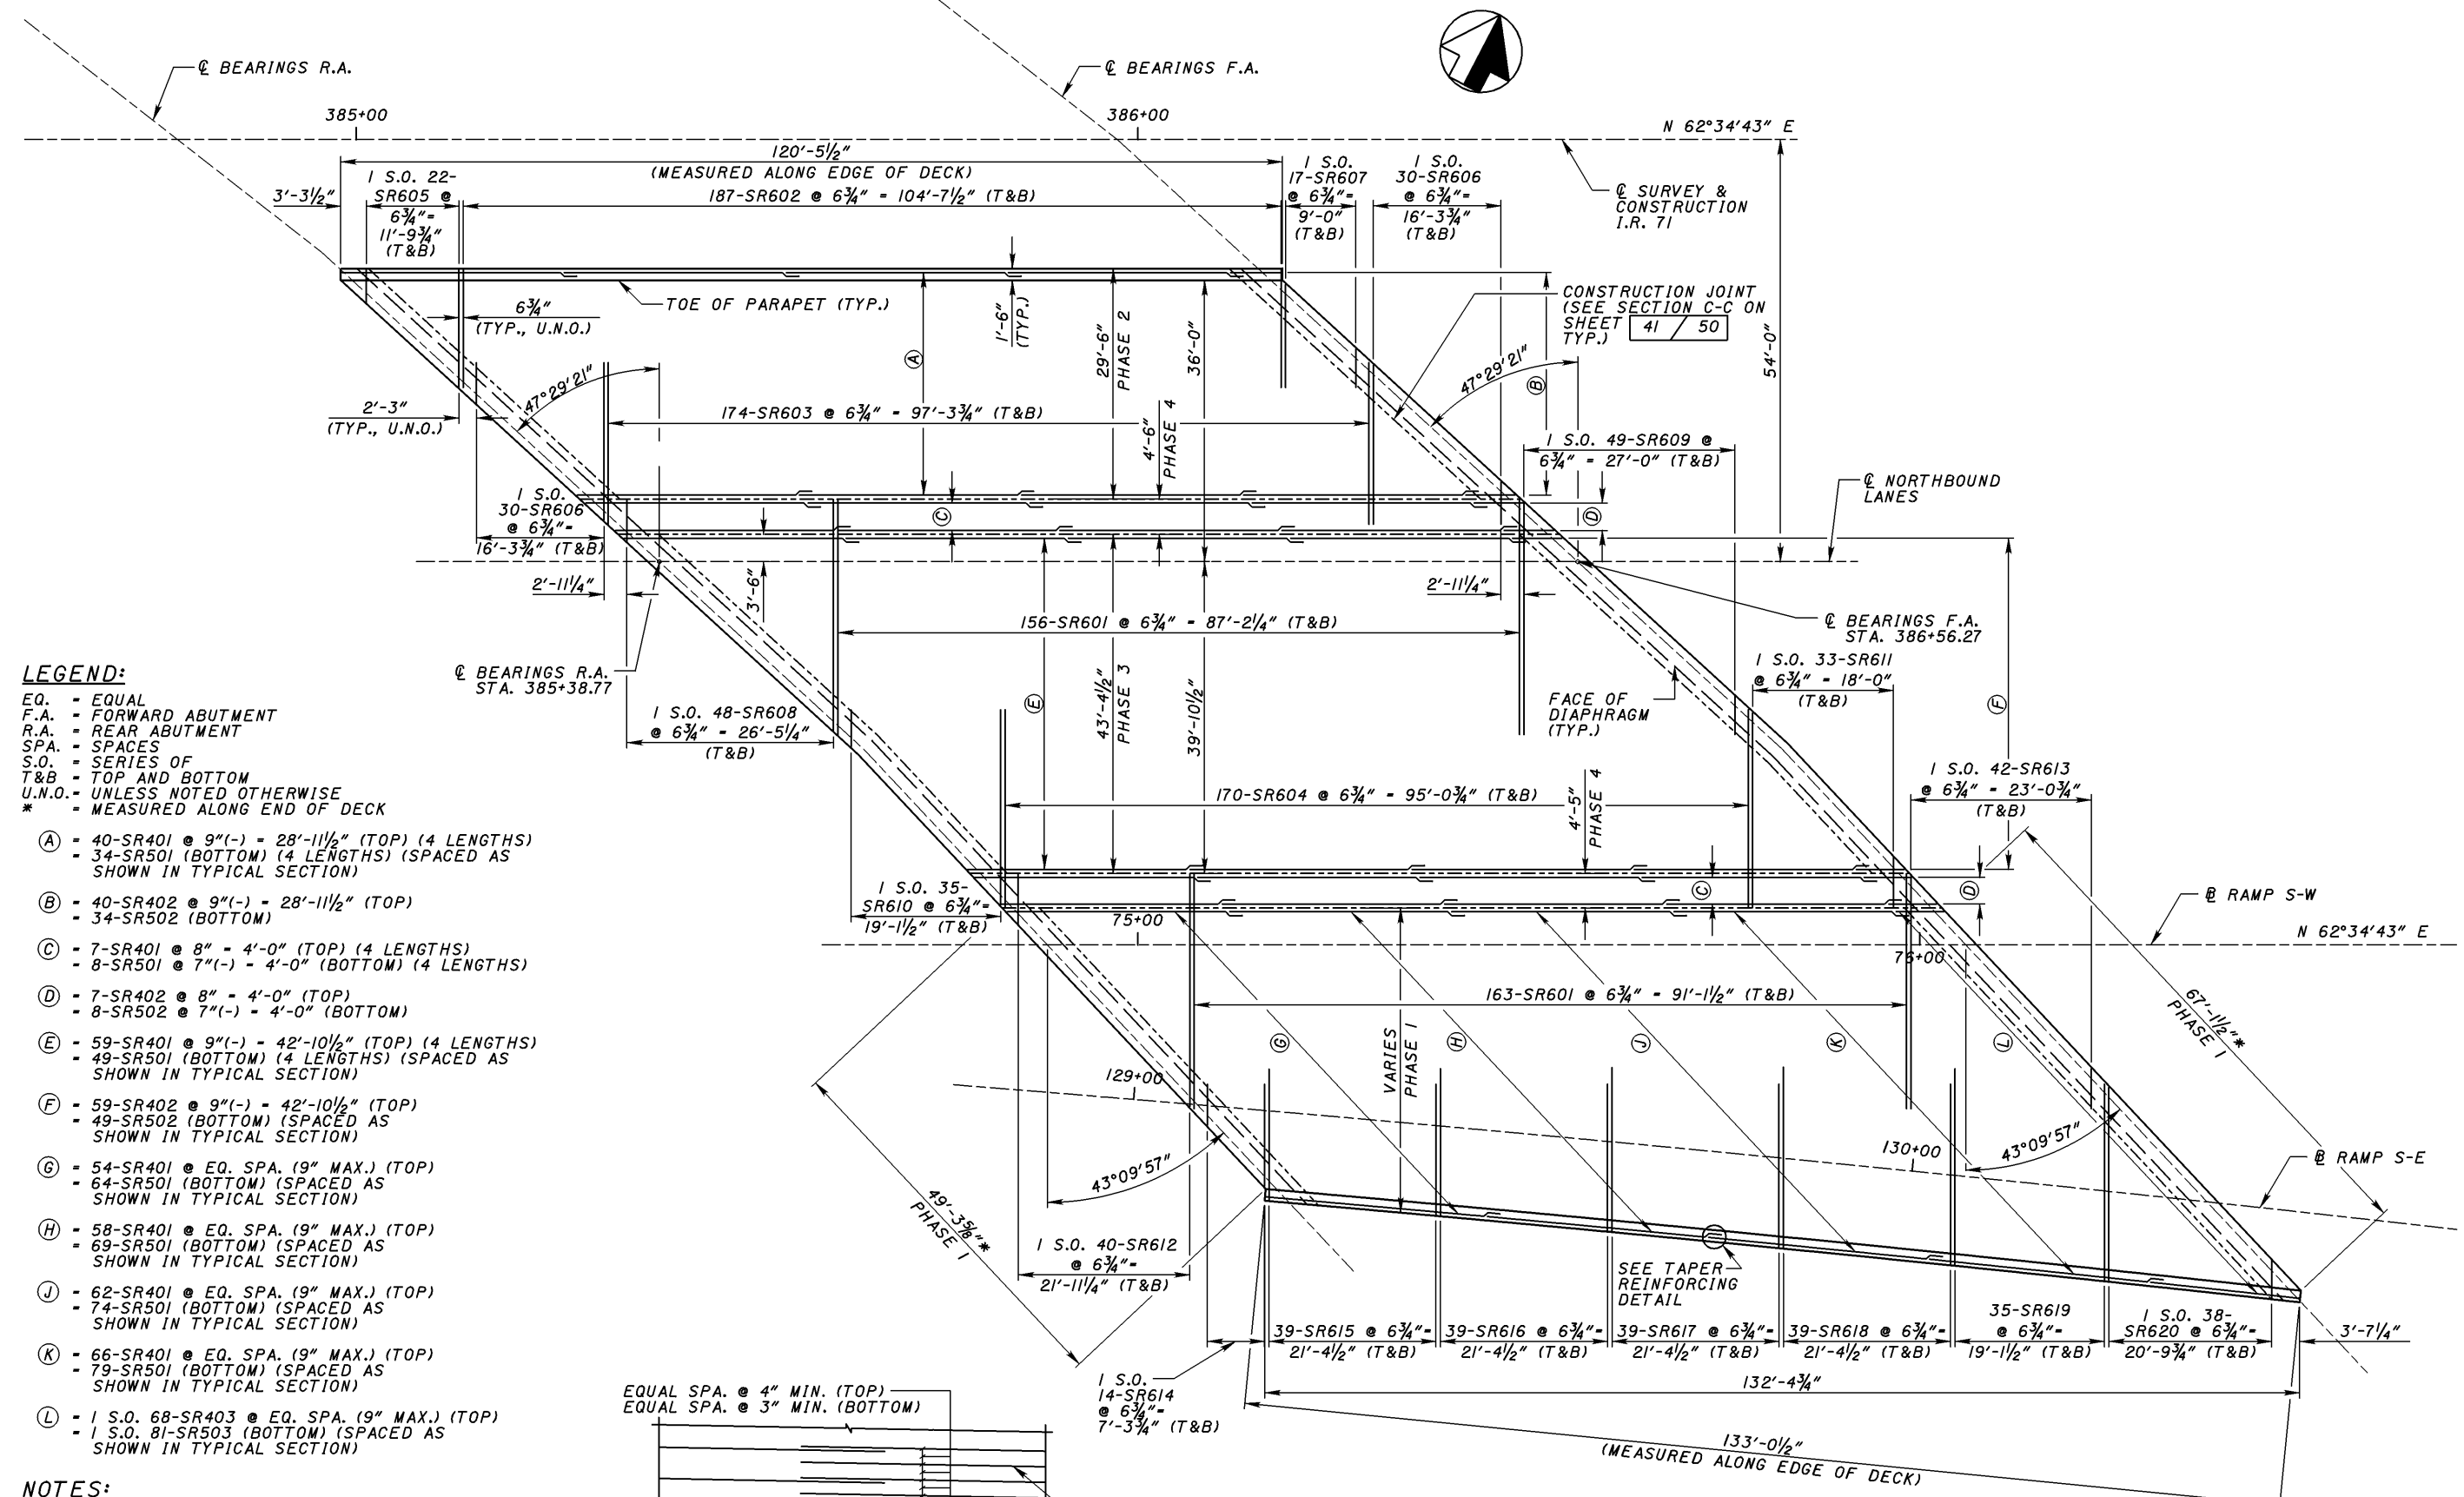 ℄ BEARINGS R.A.
℄ BEARINGS F.A.
385+00
386+00
N 62°34'43" E
120'-5½"
(MEASURED ALONG EDGE OF DECK)
3'-3½"
1 S.O. 22-
SR605 @
6¾"=
11'-9¾"
(T&B)
187-SR602 @ 6¾" = 104'-7½" (T&B)
1 S.O.
17-SR607
@ 6¾"=
9'-0"
(T&B)
1 S.O.
30-SR606
@ 6¾"=
16'-3¾"
(T&B)
℄ SURVEY &
CONSTRUCTION
I.R. 71
6¾"
(TYP., U.N.O.)
TOE OF PARAPET (TYP.)
1'-6"
(TYP.)
29'-6"
PHASE 2
36'-0"
CONSTRUCTION JOINT
(SEE SECTION C-C ON
SHEET 41 / 50
TYP.)
54'-0"
A
B
47°29'21"
47°29'21"
2'-3"
(TYP., U.N.O.)
174-SR603 @ 6¾" = 97'-3¾" (T&B)
4'-6"
PHASE 4
1 S.O. 49-SR609 @
6¾" = 27'-0" (T&B)
℄ NORTHBOUND
LANES
1 S.O.
30-SR606
@ 6¾"=
16'-3¾" (T&B)
C
D
2'-11¼"
3'-6"
2'-11¼"
156-SR601 @ 6¾" = 87'-2¼" (T&B)
℄ BEARINGS F.A.
STA. 386+56.27
℄ BEARINGS R.A.
STA. 385+38.77
1 S.O. 33-SR611
@ 6¾" = 18'-0"
(T&B)
E
43'-4½"
PHASE 3
39'-10½"
FACE OF
DIAPHRAGM
(TYP.)
F
1 S.O. 48-SR608
@ 6¾" = 26'-5¼"
(T&B)
170-SR604 @ 6¾" = 95'-0¾" (T&B)
4'-5"
PHASE 4
1 S.O. 42-SR613
@ 6¾" = 23'-0¾"
(T&B)
1 S.O. 35-
SR610 @ 6¾"=
19'-1½" (T&B)
75+00
C
D
76+00
℄ RAMP S-W
N 62°34'43" E
163-SR601 @ 6¾" = 91'-1½" (T&B)
67'-1½"*
PHASE 1
G
H
J
K
L
VARIES
PHASE 1
129+00
130+00
43°09'57"
43°09'57"
℄ RAMP S-E
49'-3⅝"*
PHASE 1
1 S.O. 40-SR612
@ 6¾"=
21'-11¼" (T&B)
SEE TAPER
REINFORCING
DETAIL
39-SR615 @ 6¾"=
21'-4½" (T&B)
39-SR616 @ 6¾"=
21'-4½" (T&B)
39-SR617 @ 6¾"=
21'-4½" (T&B)
39-SR618 @ 6¾"=
21'-4½" (T&B)
35-SR619
@ 6¾"=
19'-1½" (T&B)
1 S.O. 38-
SR620 @ 6¾"=
20'-9¾" (T&B)
3'-7¼"
1 S.O.
14-SR614
@ 6¾"=
7'-3¾" (T&B)
132'-4¾"
133'-0½"
(MEASURED ALONG EDGE OF DECK)
LEGEND:
EQ. = EQUAL
F.A. = FORWARD ABUTMENT
R.A. = REAR ABUTMENT
SPA. = SPACES
S.O. = SERIES OF
T&B = TOP AND BOTTOM
U.N.O.= UNLESS NOTED OTHERWISE
* = MEASURED ALONG END OF DECK
A = 40-SR401 @ 9"(-) = 28'-11½" (TOP) (4 LENGTHS)
= 34-SR501 (BOTTOM) (4 LENGTHS) (SPACED AS
SHOWN IN TYPICAL SECTION)
B = 40-SR402 @ 9"(-) = 28'-11½" (TOP)
= 34-SR502 (BOTTOM)
C = 7-SR401 @ 8" = 4'-0" (TOP) (4 LENGTHS)
= 8-SR501 @ 7"(-) = 4'-0" (BOTTOM) (4 LENGTHS)
D = 7-SR402 @ 8" = 4'-0" (TOP)
= 8-SR502 @ 7"(-) = 4'-0" (BOTTOM)
E = 59-SR401 @ 9"(-) = 42'-10½" (TOP) (4 LENGTHS)
= 49-SR501 (BOTTOM) (4 LENGTHS) (SPACED AS
SHOWN IN TYPICAL SECTION)
F = 59-SR402 @ 9"(-) = 42'-10½" (TOP)
= 49-SR502 (BOTTOM) (SPACED AS
SHOWN IN TYPICAL SECTION)
G = 54-SR401 @ EQ. SPA. (9" MAX.) (TOP)
= 64-SR501 (BOTTOM) (SPACED AS
SHOWN IN TYPICAL SECTION)
H = 58-SR401 @ EQ. SPA. (9" MAX.) (TOP)
= 69-SR501 (BOTTOM) (SPACED AS
SHOWN IN TYPICAL SECTION)
J = 62-SR401 @ EQ. SPA. (9" MAX.) (TOP)
= 74-SR501 (BOTTOM) (SPACED AS
SHOWN IN TYPICAL SECTION)
K = 66-SR401 @ EQ. SPA. (9" MAX.) (TOP)
= 79-SR501 (BOTTOM) (SPACED AS
SHOWN IN TYPICAL SECTION)
L = 1 S.O. 68-SR403 @ EQ. SPA. (9" MAX.) (TOP)
= 1 S.O. 81-SR503 (BOTTOM) (SPACED AS
SHOWN IN TYPICAL SECTION)
NOTES:
EQUAL SPA. @ 4" MIN. (TOP)
EQUAL SPA. @ 3" MIN. (BOTTOM)